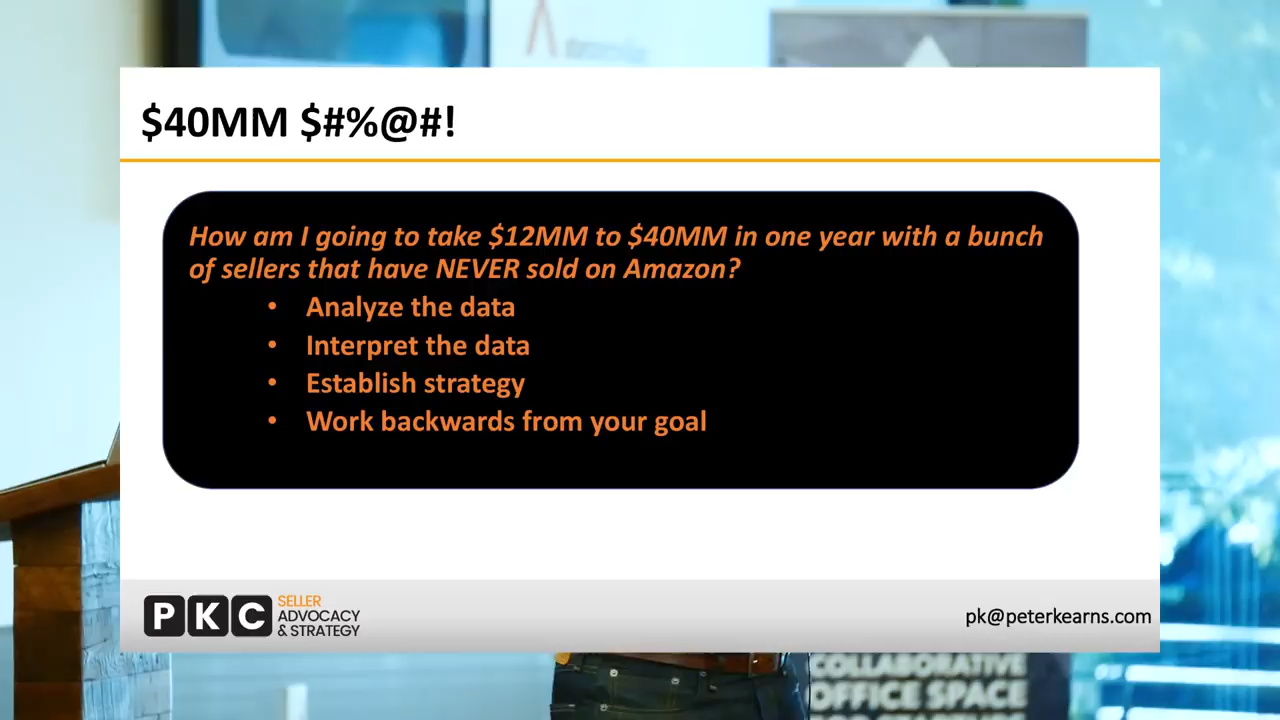 $40MM $#%@#!
How am I going to take $12MM to $40MM in one year with a bunch
of sellers that have NEVER sold on Amazon?
• Analyze the data
• Interpret the data
• Establish strategy
• Work backwards from your goal
PKC SELLER
ADVOCACY
& STRATEGY
pk@peterkearns.com
COLLABORATIVE
OFFICE SPACE